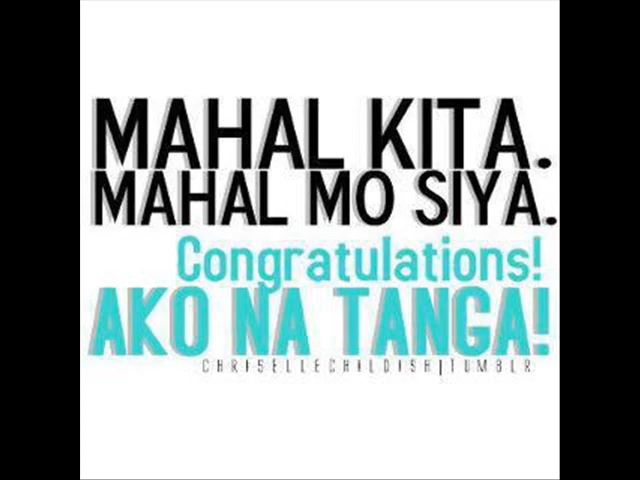 MAHAL KITA.
MAHAL MO SIYA.
Congratulations!
AKO NA TANGA!
CHRISELLECHILDISH|TUMBLR